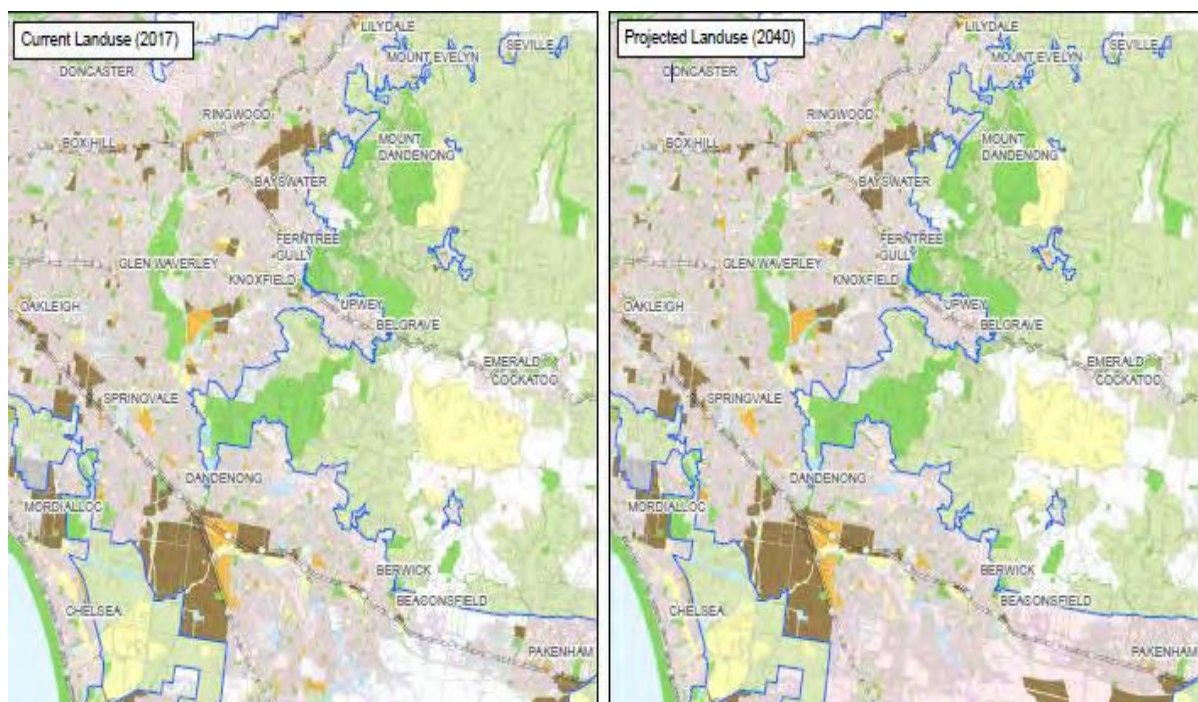 Current Landuse (2017)
LILYDALE
SEVILLE
MOUNT EVELYN
DONCASTER
RINGWOOD
BOX HILL
MOUNT
DANDENONG
BAYSWATER
FERNTREE
GULLY
GLEN WAVERLEY
KNOXFIELD
OAKLEIGH
UPWEY
BELGRAVE
EMERALD
COCKATOO
SPRINGVALE
DANDENONG
MORDIALLOC
BERWICK
BEACONSFIELD
CHELSEA
PAKENHAM
Projected Landuse (2040)
LILYDALE
SEVILLE
MOUNT EVELYN
DONCASTER
RINGWOOD
BOX HILL
MOUNT
DANDENONG
BAYSWATER
FERNTREE
GULLY
GLEN WAVERLEY
KNOXFIELD
OAKLEIGH
UPWEY
BELGRAVE
EMERALD
COCKATOO
SPRINGVALE
DANDENONG
MORDIALLOC
BERWICK
BEACONSFIELD
CHELSEA
PAKENHAM